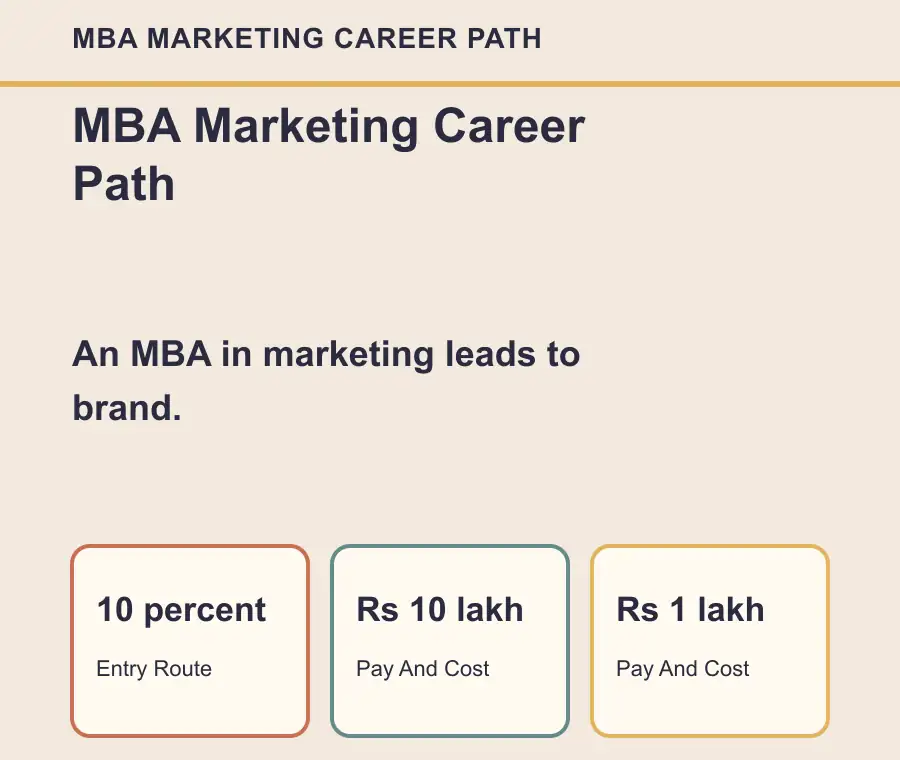 MBA MARKETING CAREER PATH
MBA Marketing Career
Path
An MBA in marketing leads to
brand.
10 percent
Entry Route
Rs 10 lakh
Pay And Cost
Rs 1 lakh
Pay And Cost